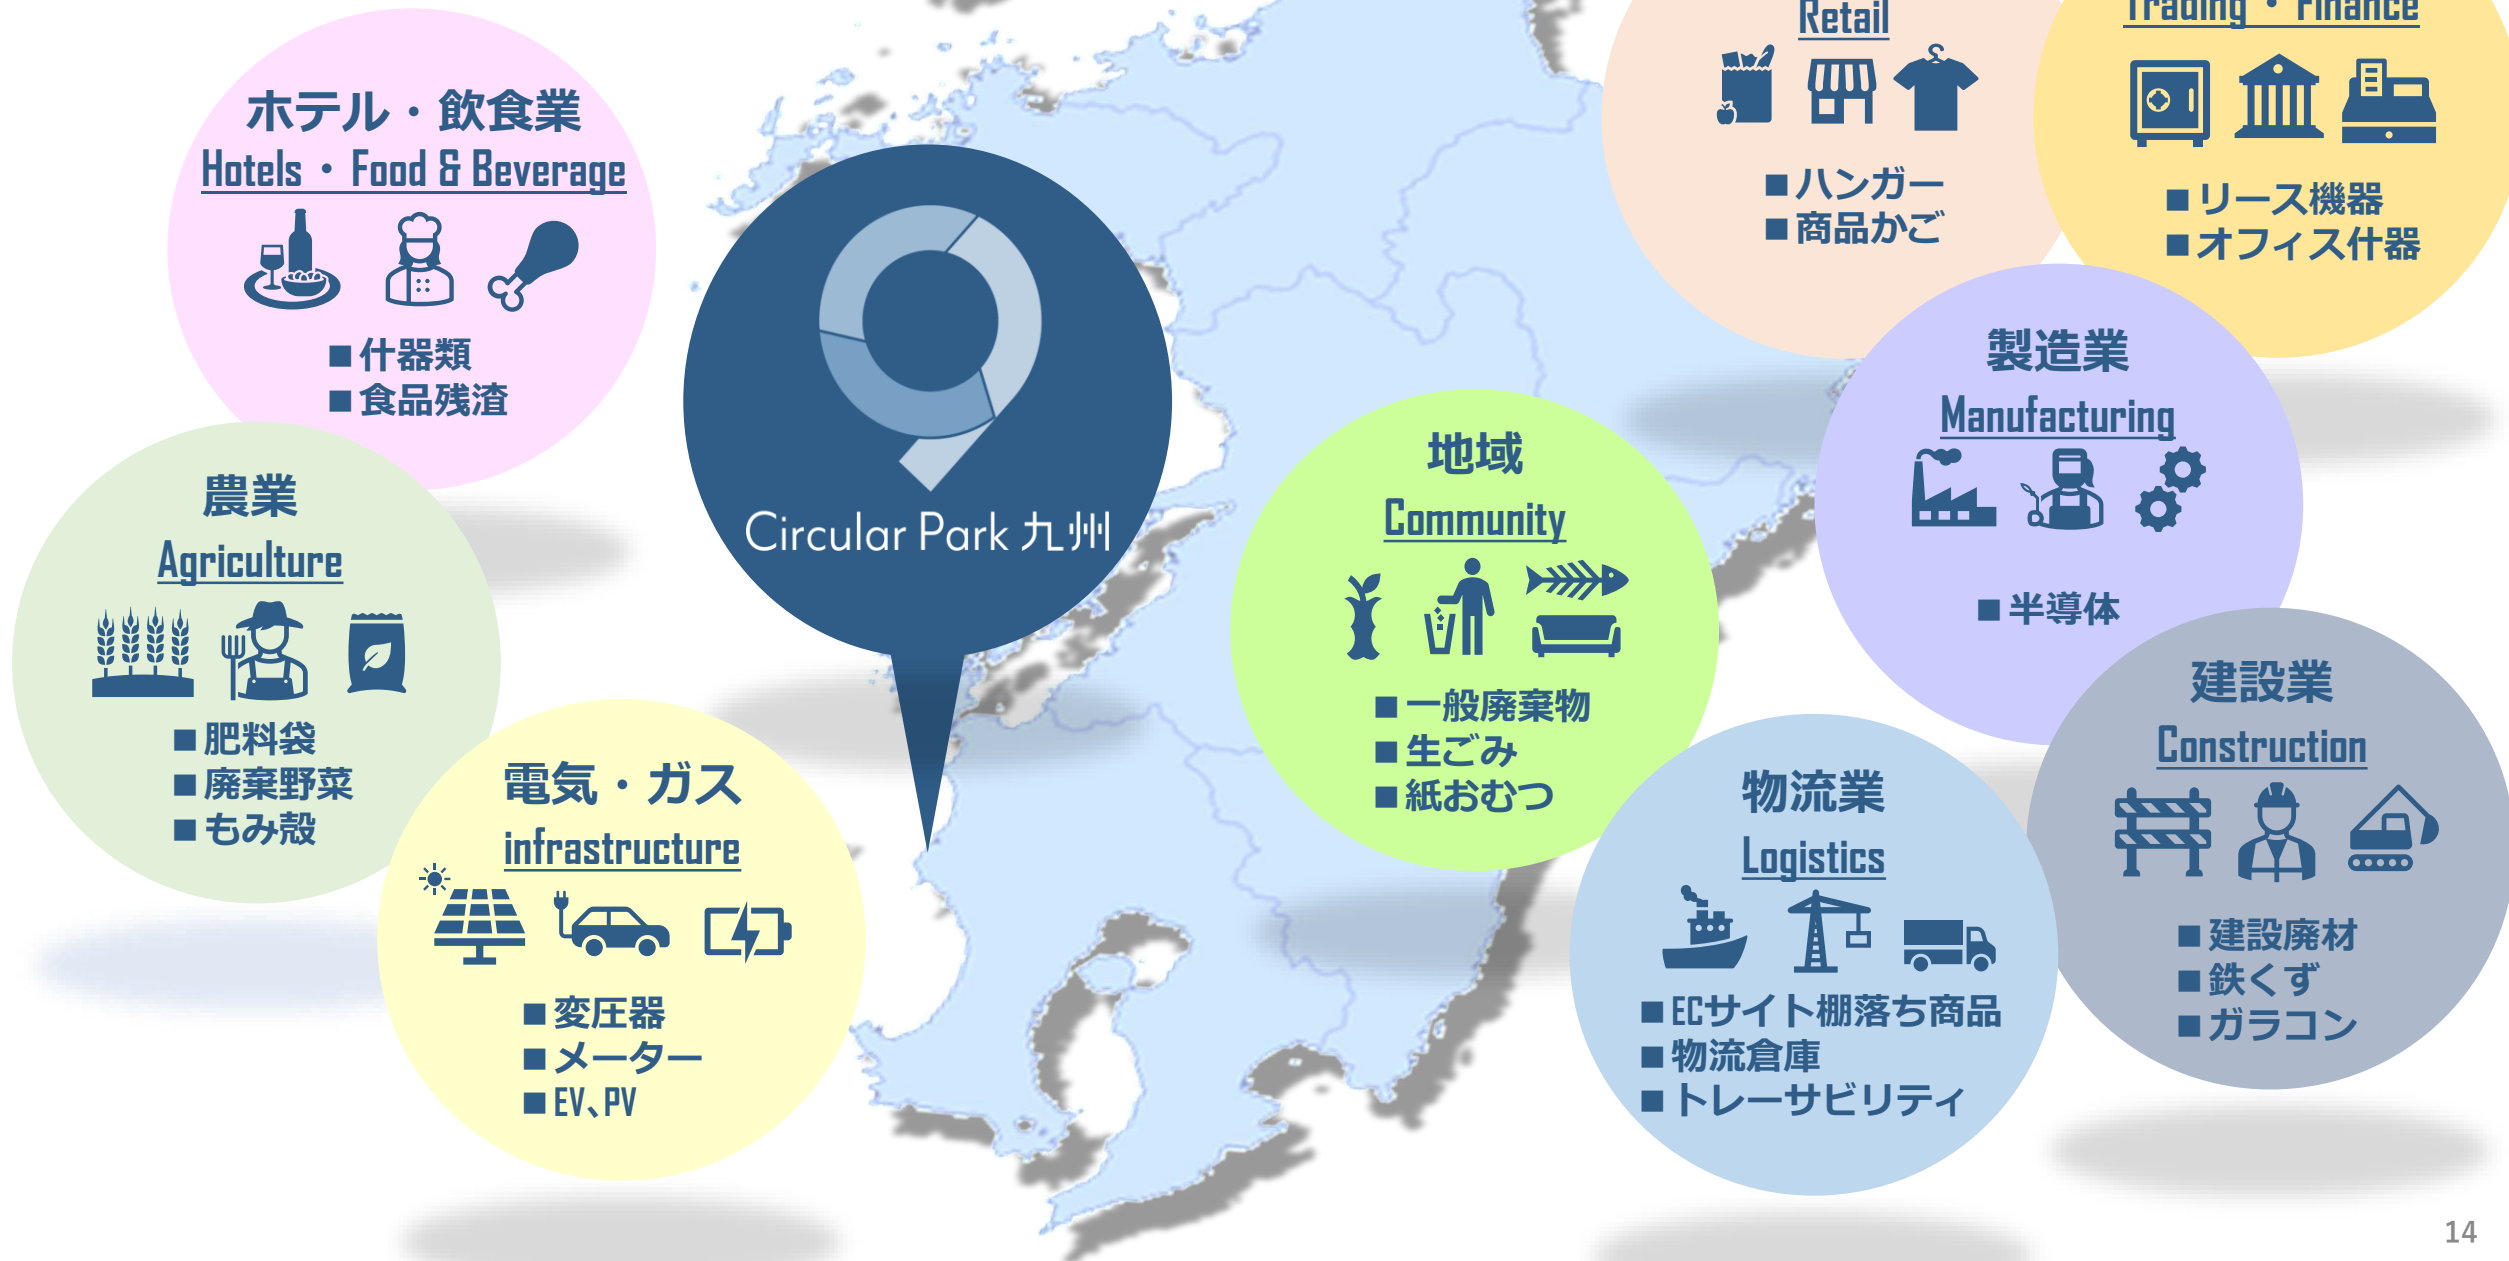 Retail
■ハンガー
■商品かご
Trading・Finance
■リース機器
■オフィス什器
ホテル・飲食業
Hotels・Food & Beverage
■什器類
■食品残渣
Circular Park 九州
製造業
Manufacturing
■半導体
地域
Community
■一般廃棄物
■生ごみ
■紙おむつ
農業
Agriculture
■肥料袋
■廃棄野菜
■もみ殻
建設業
Construction
■建設廃材
■鉄くず
■ガラコン
電気・ガス
infrastructure
■変圧器
■メーター
■EV、PV
物流業
Logistics
■ECサイト棚落ち商品
■物流倉庫
■トレーサビリティ
14